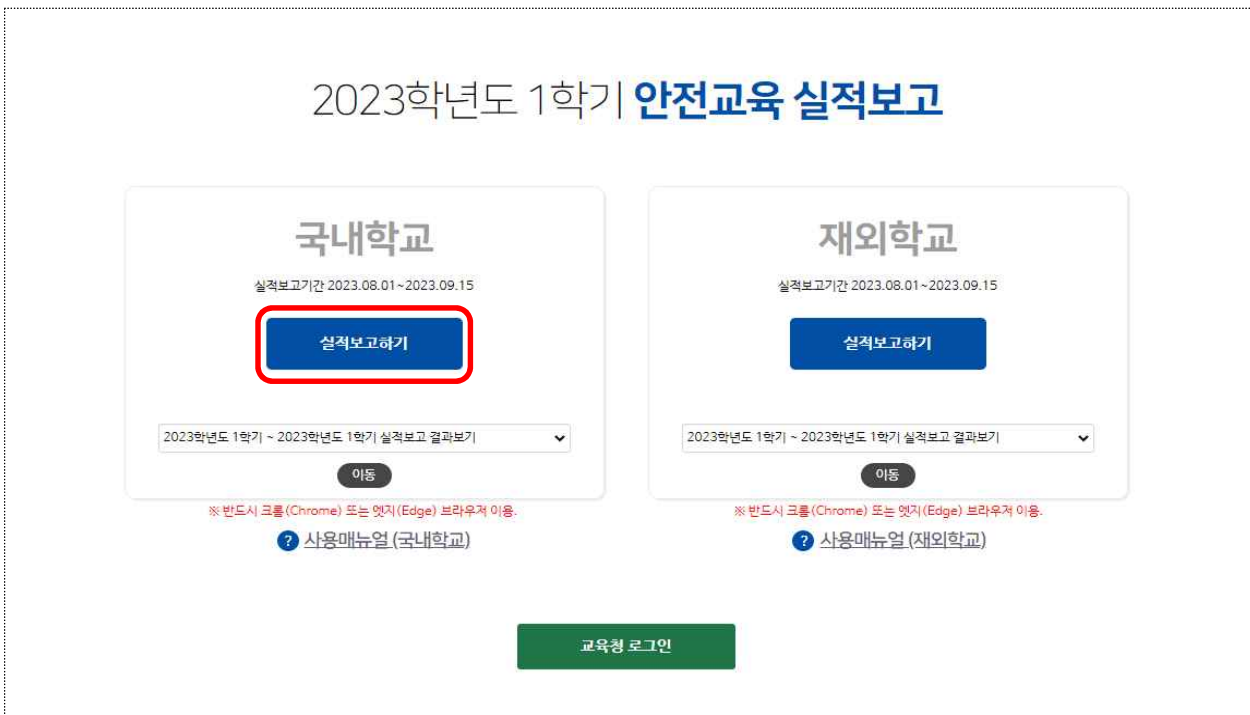 2023학년도 1학기 안전교육 실적보고
국내학교
실적보고기간 2023.08.01~2023.09.15
실적보고하기
2023학년도 1학기 ~ 2023학년도 1학기 실적보고 결과보기
이동
※ 반드시 크롬(Chrome) 또는 엣지(Edge) 브라우저 이용.
? 사용매뉴얼 (국내학교)
재외학교
실적보고기간 2023.08.01~2023.09.15
실적보고하기
2023학년도 1학기 ~ 2023학년도 1학기 실적보고 결과보기
이동
※ 반드시 크롬(Chrome) 또는 엣지(Edge) 브라우저 이용.
? 사용매뉴얼 (재외학교)
교육청 로그인